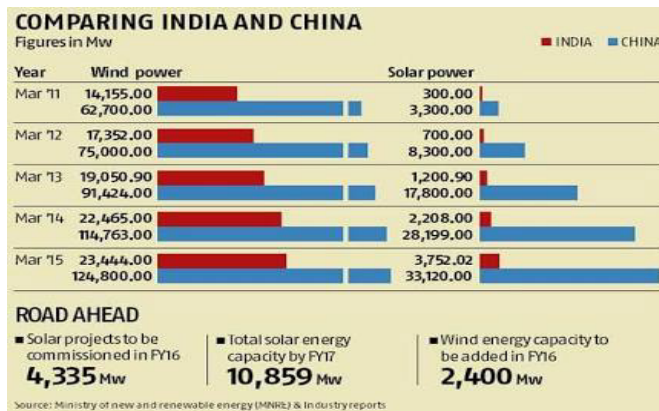 COMPARING INDIA AND CHINA
Figures in Mw
INDIA CHINA
Year Wind power Solar power
Mar '11 14,155.00 300.00
62,700.00 3,300.00
Mar '12 17,352.00 700.00
75,000.00 8,300.00
Mar '13 19,050.90 1,200.90
91,424.00 17,800.00
Mar '14 22,465.00 2,208.00
114,763.00 28,199.00
Mar '15 23,444.00 3,752.02
124,800.00 33,120.00
ROAD AHEAD
Solar projects to be
commissioned in FY16
4,335 Mw
Total solar energy
capacity by FY17
10,859 Mw
Wind energy capacity to
be added in FY16
2,400 Mw
Source: Ministry of new and renewable energy (MNRE) & Industry reports